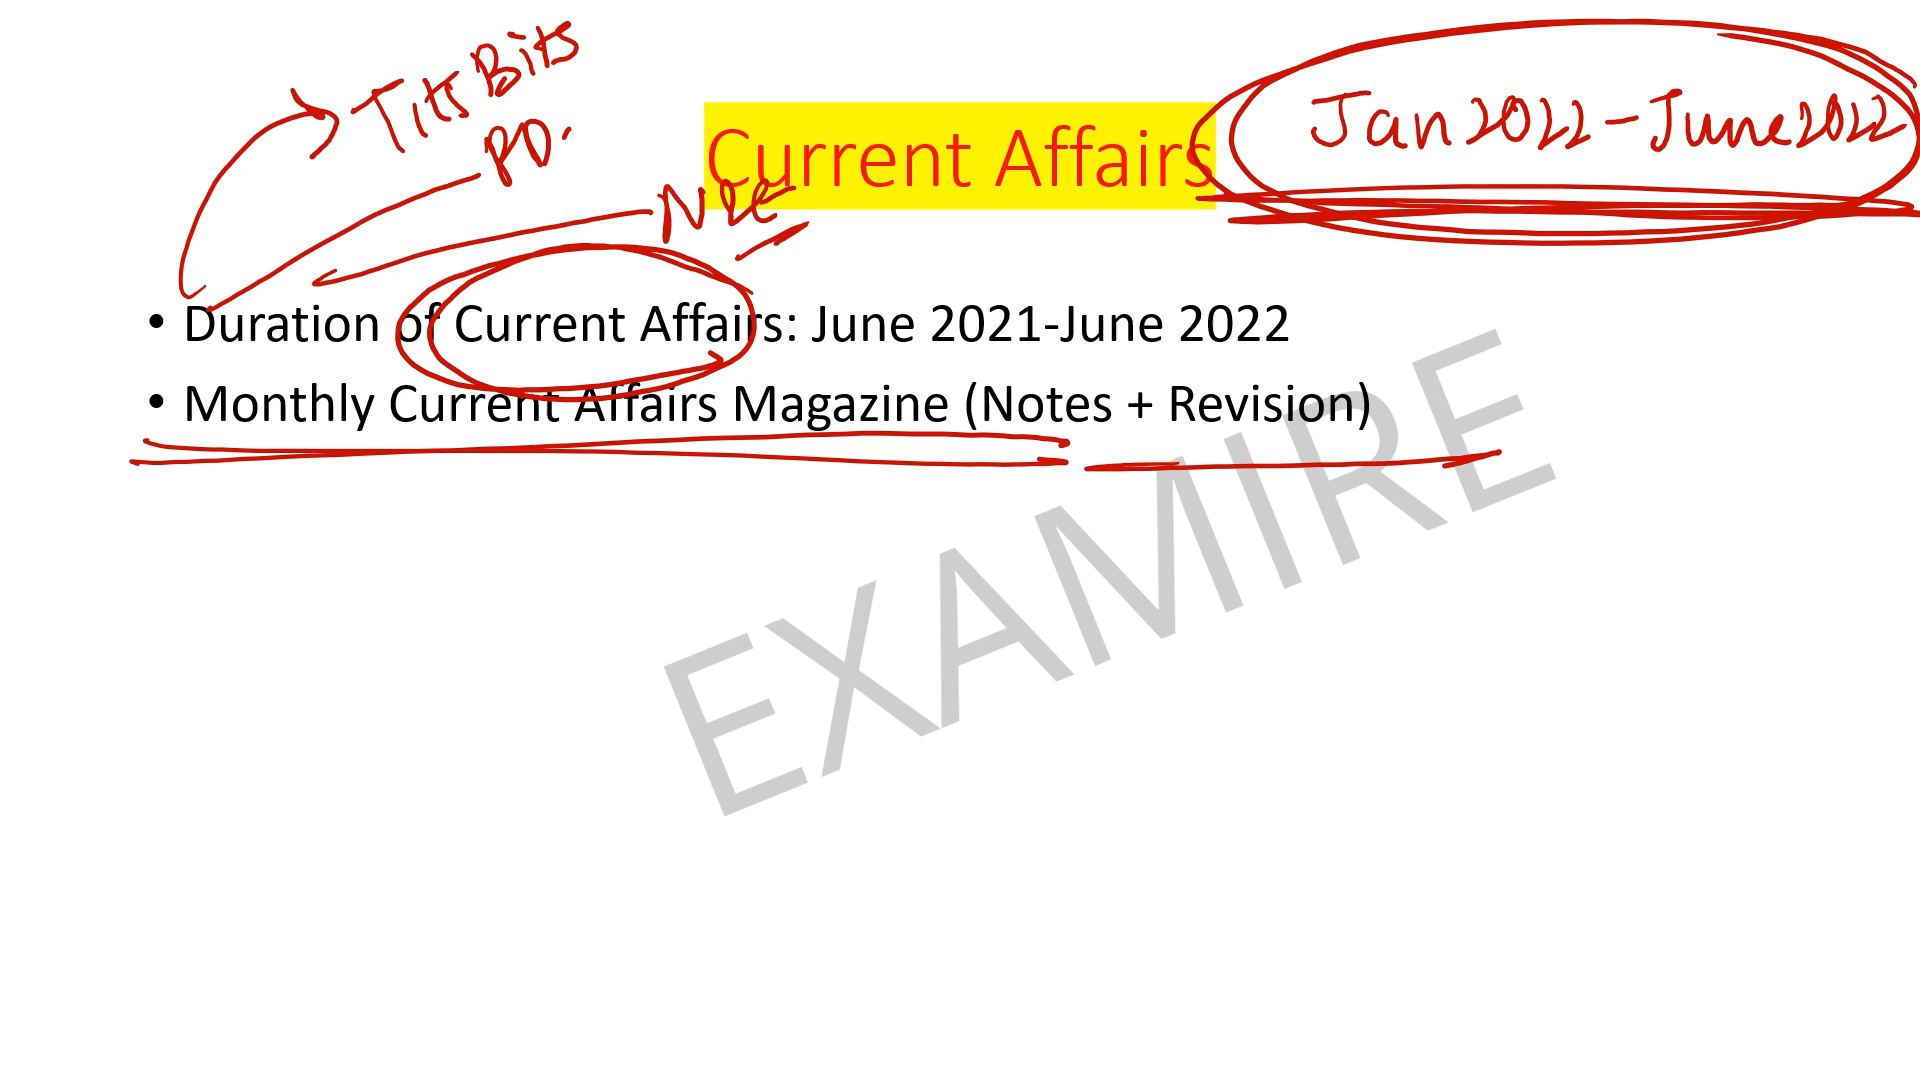 Titt Bits
PD.
Current Affairs
Jan 2022 - June 2022
• Duration of Current Affairs: June 2021-June 2022
• Monthly Current Affairs Magazine (Notes + Revision)
EXAMIRE